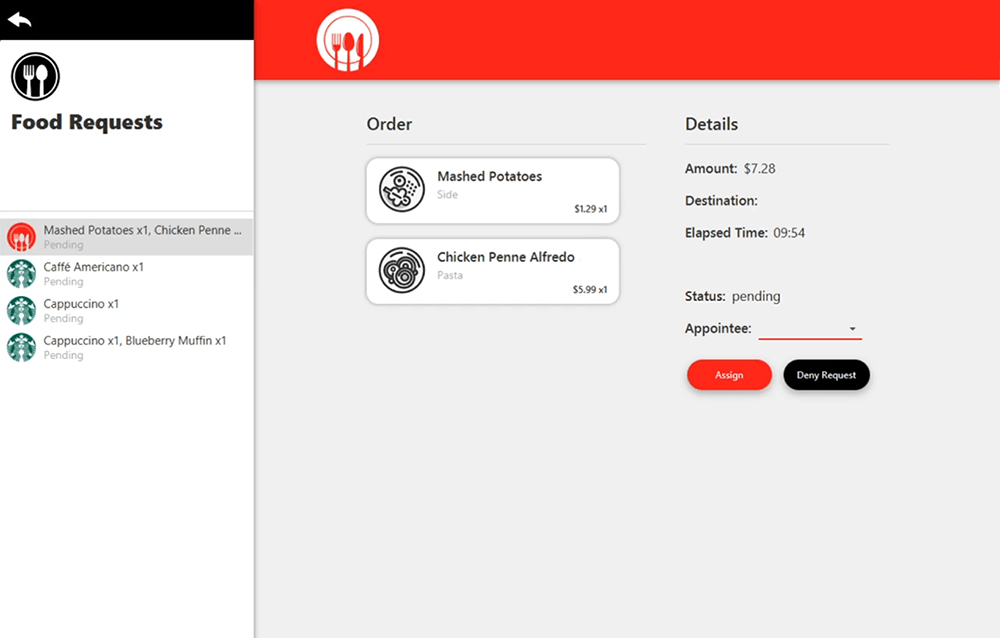 Food Requests
Mashed Potatoes x1, Chicken Penne ...
Pending
Caffé Americano x1
Pending
Cappuccino x1
Pending
Cappuccino x1, Blueberry Muffin x1
Pending
Order
Mashed Potatoes
Side
$1.29 x1
Chicken Penne Alfredo
Pasta
$5.99 x1
Details
Amount: $7.28
Destination:
Elapsed Time: 09:54
Status: pending
Appointee:
Assign
Deny Request